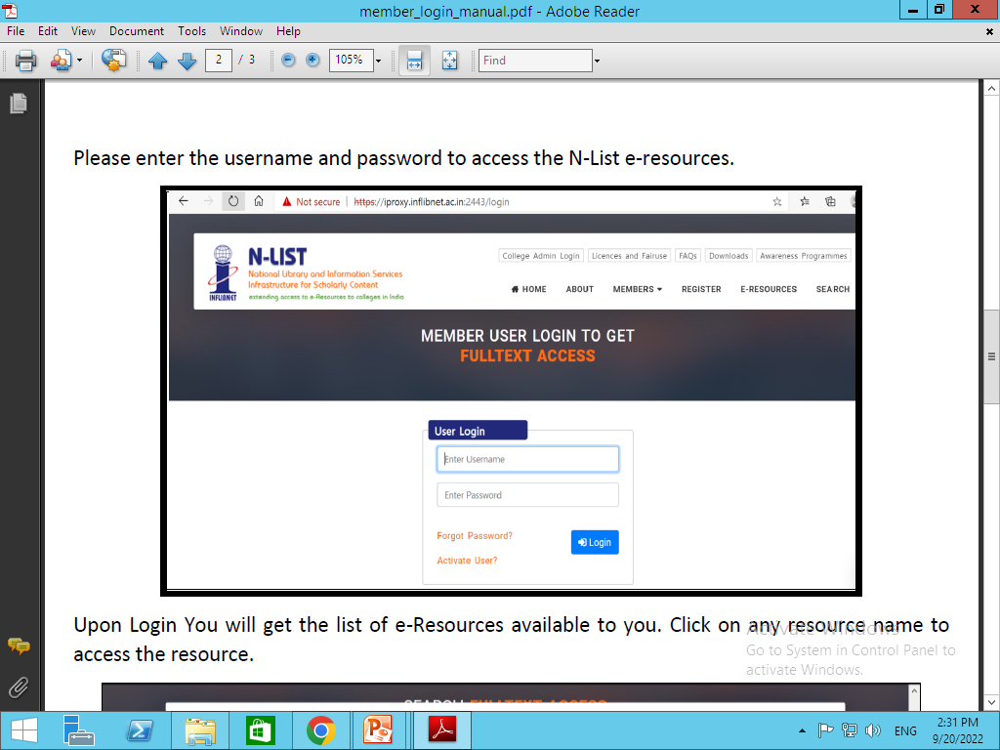 member_login_manual.pdf - Adobe Reader
File Edit View Document Tools Window Help
2 / 3 105% Find
Please enter the username and password to access the N-List e-resources.
Not secure | https://iproxy.inflibnet.ac.in:2443/login
College Admin Login Licences and Fairuse FAQs Downloads Awareness Programmes
N-LIST
National Library and Information Services
Infrastructure for Scholarly Content
extending access to e-Resources to colleges in India
INFLIBNET
HOME ABOUT MEMBERS REGISTER E-RESOURCES SEARCH
MEMBER USER LOGIN TO GET
FULLTEXT ACCESS
User Login
Enter Username
Enter Password
Forgot Password?
Login
Activate User?
Upon Login You will get the list of e-Resources available to you. Click on any resource name to
access the resource.
Activate Windows
Go to System in Control Panel to
activate Windows.
SEARCH FULLTEXT ACCESS
ENG
2:31 PM
9/20/2022